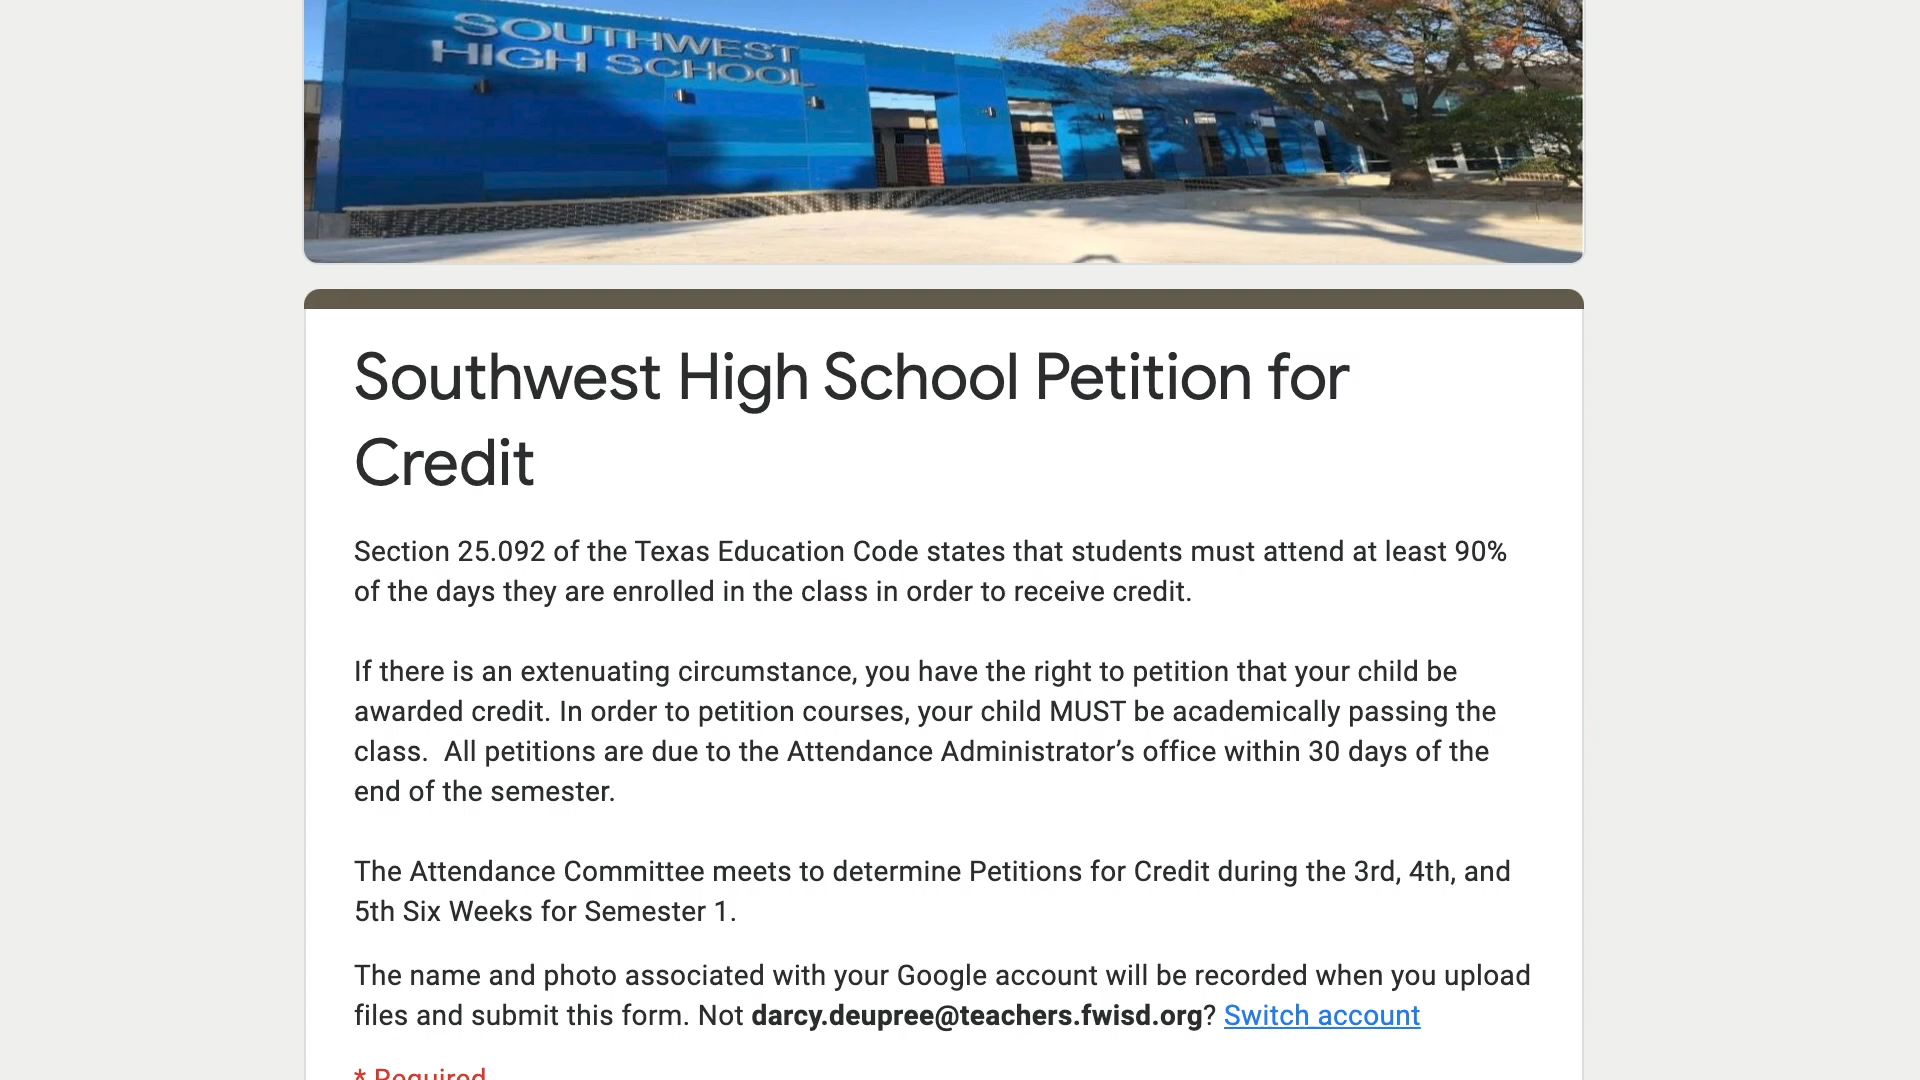 SOUTHWEST
HIGH SCHOOL
Southwest High School Petition for
Credit
Section 25.092 of the Texas Education Code states that students must attend at least 90%
of the days they are enrolled in the class in order to receive credit.
If there is an extenuating circumstance, you have the right to petition that your child be
awarded credit. In order to petition courses, your child MUST be academically passing the
class.  All petitions are due to the Attendance Administrator’s office within 30 days of the
end of the semester.
The Attendance Committee meets to determine Petitions for Credit during the 3rd, 4th, and
5th Six Weeks for Semester 1.
The name and photo associated with your Google account will be recorded when you upload
files and submit this form. Not darcy.deupree@teachers.fwisd.org? Switch account
* Required